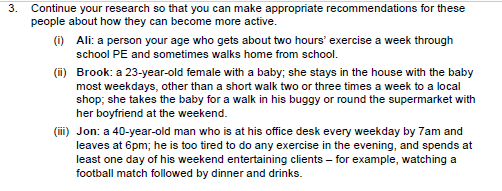 3. Continue your research so that you can make appropriate recommendations for these
people about how they can become more active.
(i) Ali: a person your age who gets about two hours' exercise a week through
school PE and sometimes walks home from school.
(ii) Brook: a 23-year-old female with a baby; she stays in the house with the baby
most weekdays, other than a short walk two or three times a week to a local
shop; she takes the baby for a walk in his buggy or round the supermarket with
her boyfriend at the weekend.
(iii) Jon: a 40-year-old man who is at his office desk every weekday by 7am and
leaves at 6pm; he is too tired to do any exercise in the evening, and spends at
least one day of his weekend entertaining clients – for example, watching a
football match followed by dinner and drinks.